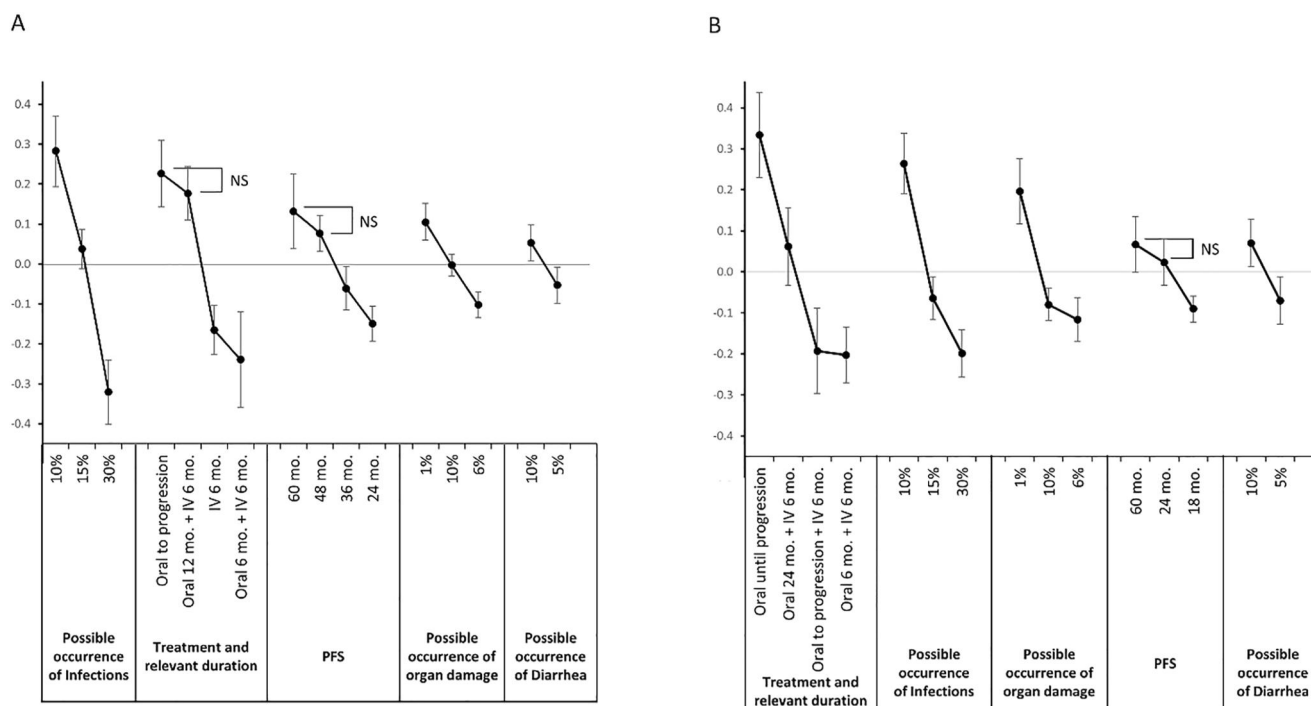 A
0.4
0.3
0.2
0.1
0.0
-0.1
-0.2
-0.3
-0.4
NS
NS
10%
15%
30%
Oral to progression
Oral 12 mo. + IV 6 mo.
IV 6 mo.
Oral 6 mo. + IV 6 mo.
60 mo.
48 mo.
36 mo.
24 mo.
1%
10%
6%
10%
5%
Possible
occurrence
of Infections
Treatment and
relevant duration
PFS
Possible
occurrence of
organ damage
Possible
occurrence
of Diarrhea
B
0.4
0.3
0.2
0.1
0.0
-0.1
-0.2
-0.3
-0.4
NS
Oral until progression
Oral 24 mo. + IV 6 mo.
Oral to progression + IV 6 mo.
Oral 6 mo. + IV 6 mo.
10%
15%
30%
1%
10%
6%
60 mo.
24 mo.
18 mo.
10%
5%
Treatment and
relevant duration
Possible
occurrence
of Infections
Possible
occurrence of
organ damage
PFS
Possible
occurrence
of Diarrhea